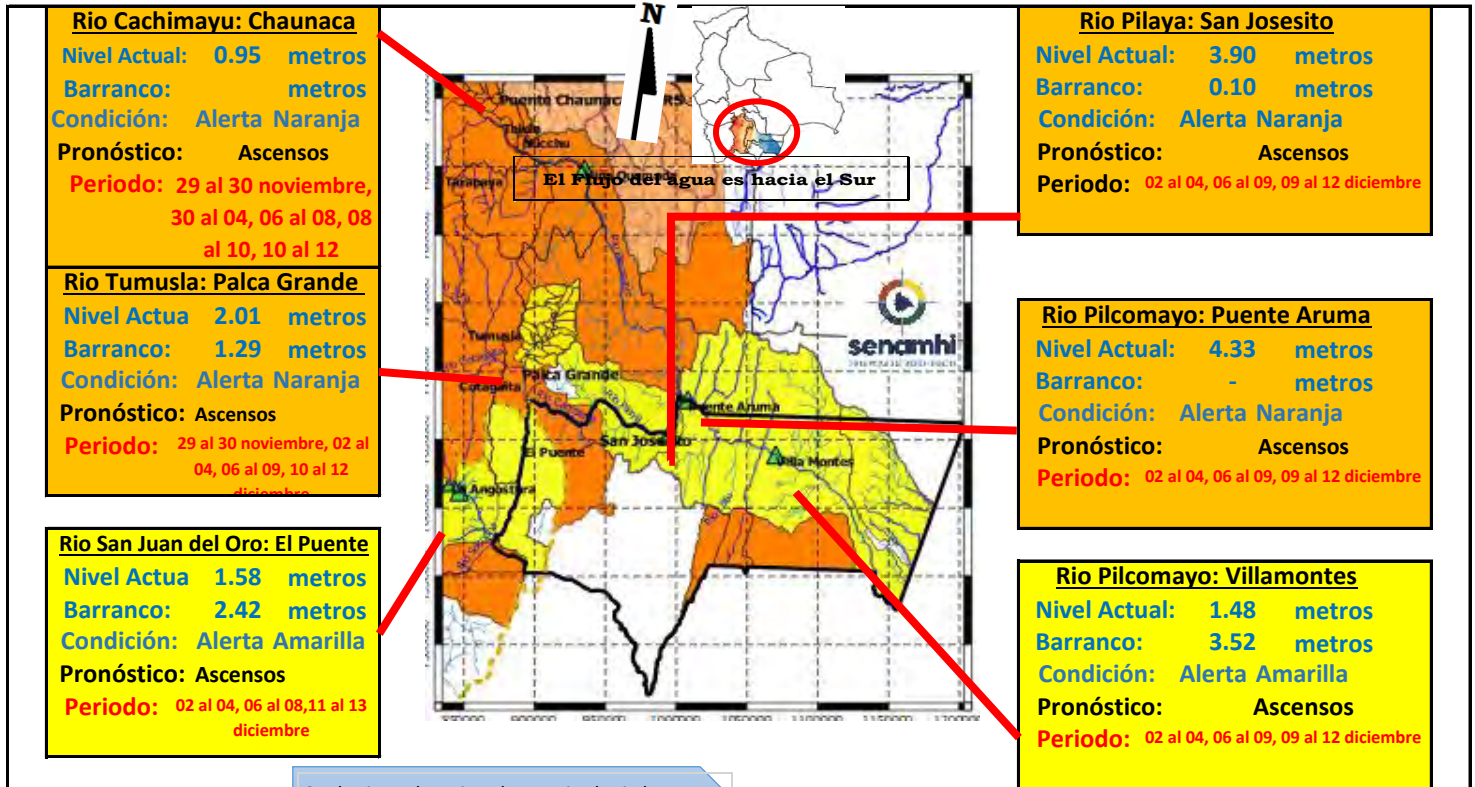 Rio Cachimayu: Chaunaca
Nivel Actual: 0.95 metros
Barranco: metros
Condición: Alerta Naranja
Pronóstico: Ascensos
Periodo: 29 al 30 noviembre,
30 al 04, 06 al 08, 08
al 10, 10 al 12
Rio Tumusla: Palca Grande
Nivel Actua 2.01 metros
Barranco: 1.29 metros
Condición: Alerta Naranja
Pronóstico: Ascensos
Periodo: 29 al 30 noviembre, 02 al
04, 06 al 09, 10 al 12
diciembre
Rio San Juan del Oro: El Puente
Nivel Actua 1.58 metros
Barranco: 2.42 metros
Condición: Alerta Amarilla
Pronóstico: Ascensos
Periodo: 02 al 04, 06 al 08,11 al 13
diciembre
N
El Flujo del agua es hacia el Sur
Puente Chaunaca
Tarapaya
Tumusla
Palca Grande
Cotagaita
Puente Aruma
San Josesito
El Puente
Villa Montes
Angostura
senamhi
Rio Pilaya: San Josesito
Nivel Actual: 3.90 metros
Barranco: 0.10 metros
Condición: Alerta Naranja
Pronóstico: Ascensos
Periodo: 02 al 04, 06 al 09, 09 al 12 diciembre
Rio Pilcomayo: Puente Aruma
Nivel Actual: 4.33 metros
Barranco: - metros
Condición: Alerta Naranja
Pronóstico: Ascensos
Periodo: 02 al 04, 06 al 09, 09 al 12 diciembre
Rio Pilcomayo: Villamontes
Nivel Actual: 1.48 metros
Barranco: 3.52 metros
Condición: Alerta Amarilla
Pronóstico: Ascensos
Periodo: 02 al 04, 06 al 09, 09 al 12 diciembre